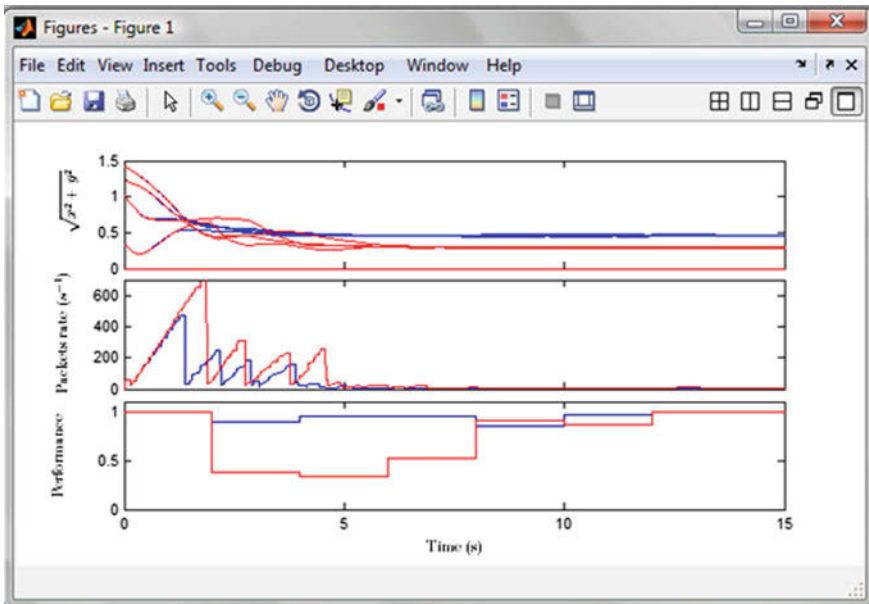 Figures - Figure 1
File Edit View Insert Tools Debug Desktop Window Help
1.5
1
0.5
0
√x² + y²
600
400
200
0
Packets rate (s⁻¹)
1
0.5
0
Performance
0 5 10 15
Time (s)